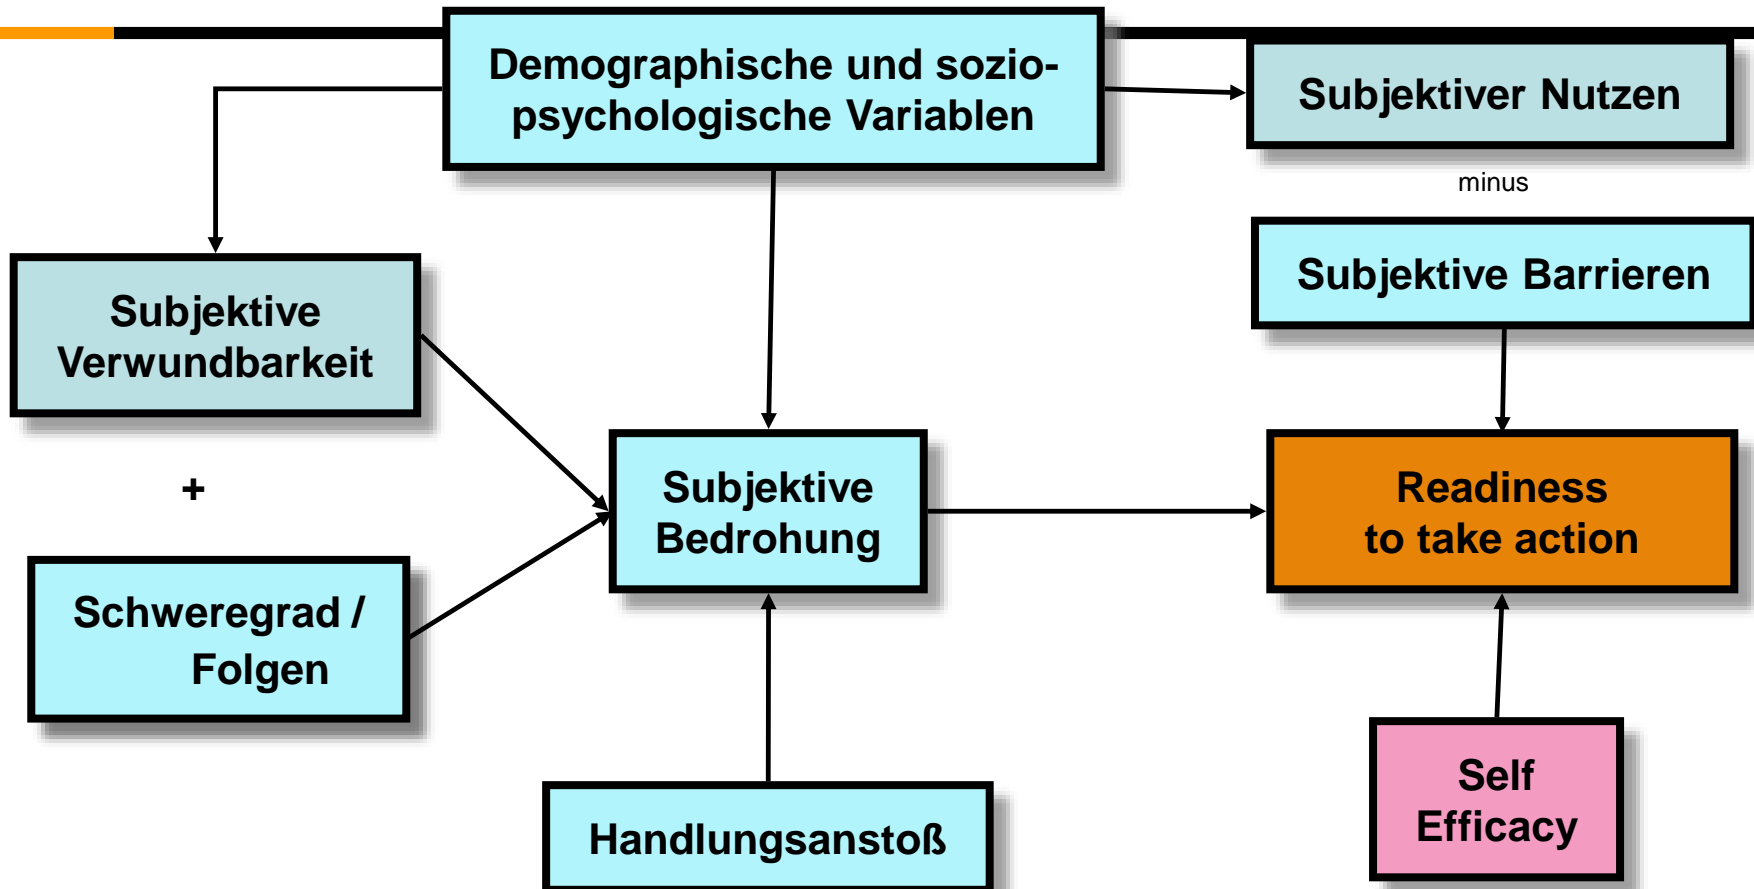 Demographische und sozio-
psychologische Variablen
Subjektiver Nutzen
minus
Subjektive Barrieren
Subjektive
Verwundbarkeit
+
Schweregrad /
Folgen
Subjektive
Bedrohung
Readiness
to take action
Handlungsanstoß
Self
Efficacy